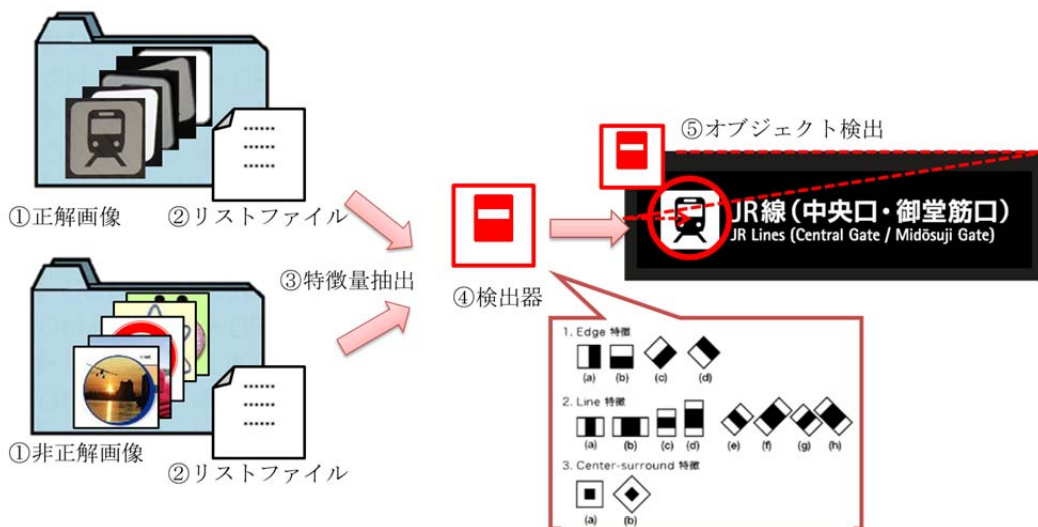 ①正解画像
②リストファイル
①非正解画像
②リストファイル
③特徴量抽出
④検出器
⑤オブジェクト検出
JR線(中央口・御堂筋口)
JR Lines (Central Gate / Midōsuji Gate)
1. Edge 特徴
(a) (b) (c) (d)
2. Line 特徴
(a) (b) (c) (d) (e) (f) (g) (h)
3. Center-surround 特徴
(a) (b)